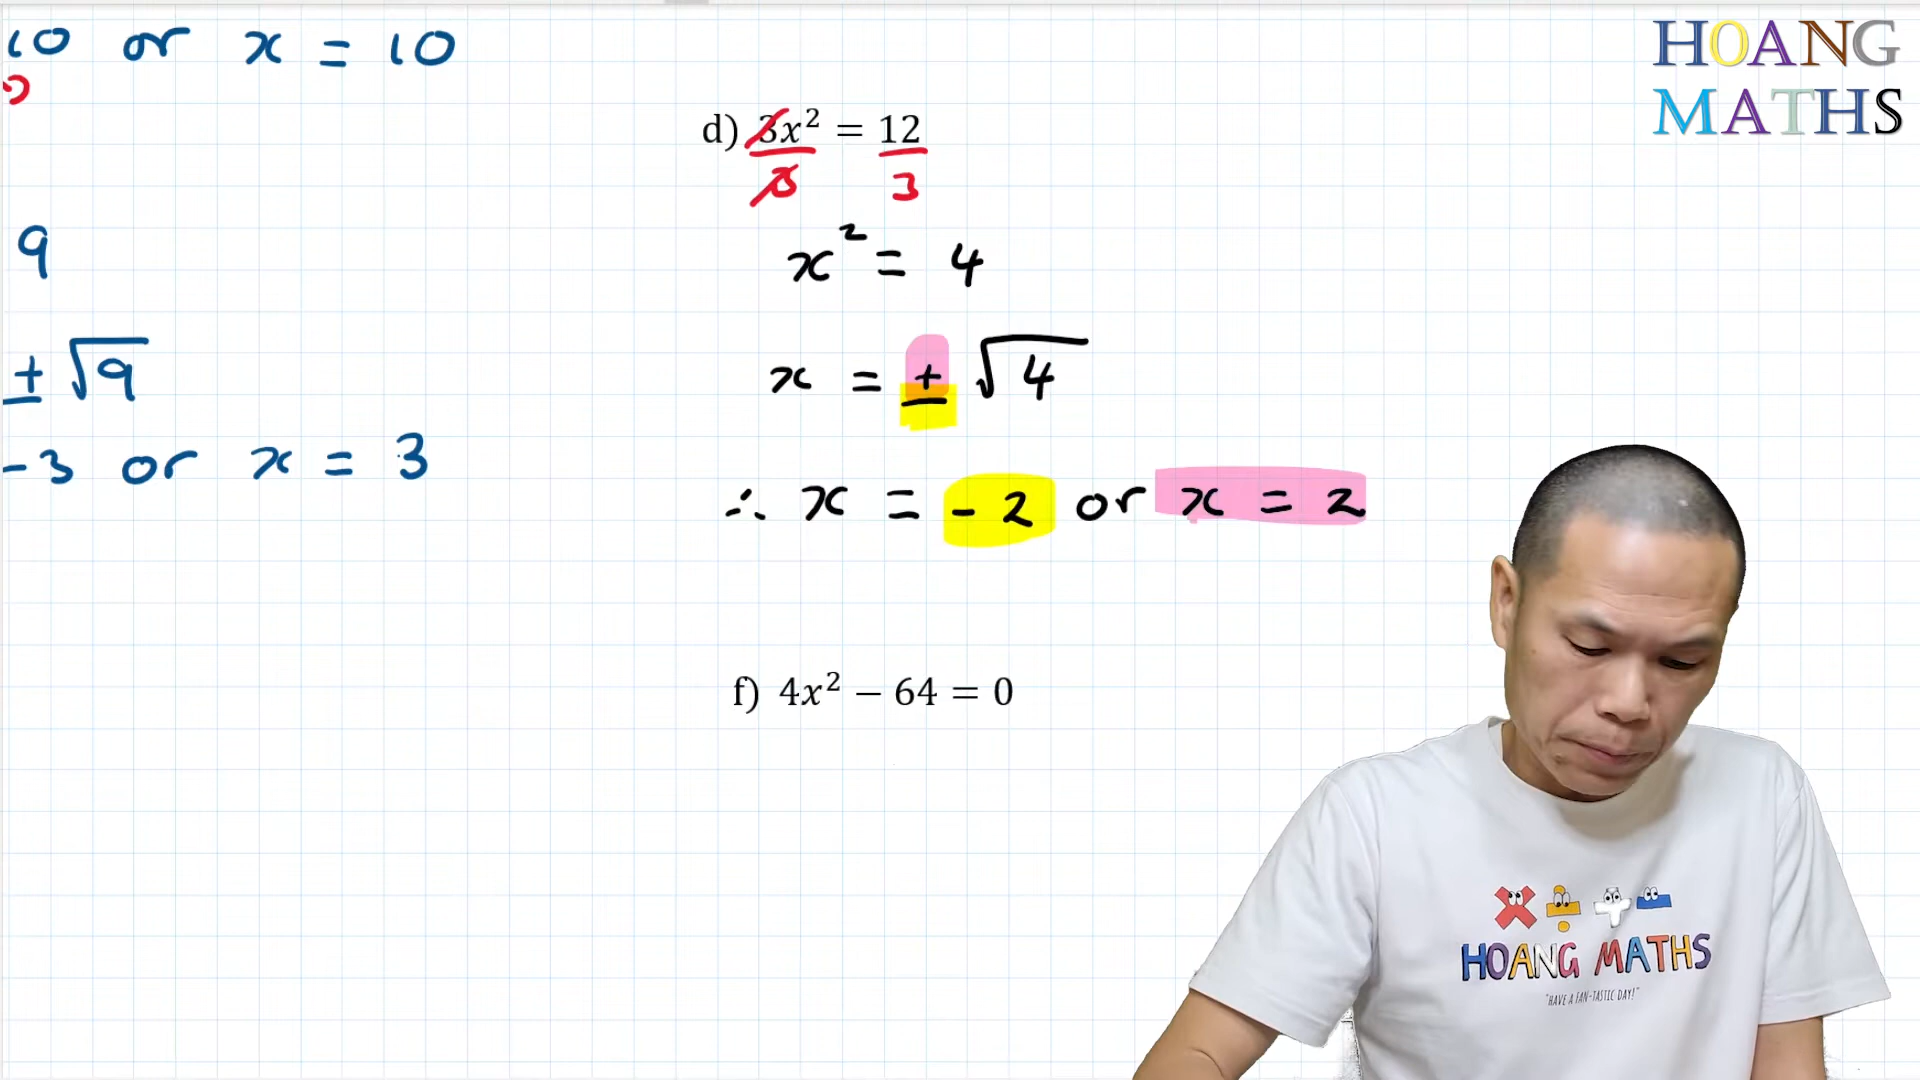 10 or x = 10
9
± √9
-3 or x = 3
d) 3x² = 12
3 3
x² = 4
x = ± √4
∴ x = - 2 or x = 2
f) 4x² − 64 = 0
HOANG
MATHS
HOANG MATHS
"HAVE A FAN-TASTIC DAY!"